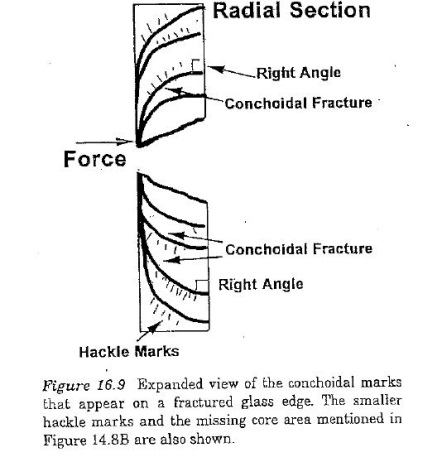 Radial Section
Right Angle
Conchoidal Fracture
Force
Conchoidal Fracture
Right Angle
Hackle Marks
Figure 16.9 Expanded view of the conchoidal marks
that appear on a fractured glass edge. The smaller
hackle marks and the missing core area mentioned in
Figure 14.8B are also shown.